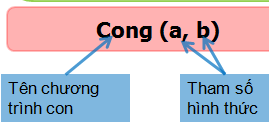 Cong (a, b)
Tên chương
trình con
Tham số
hình thức